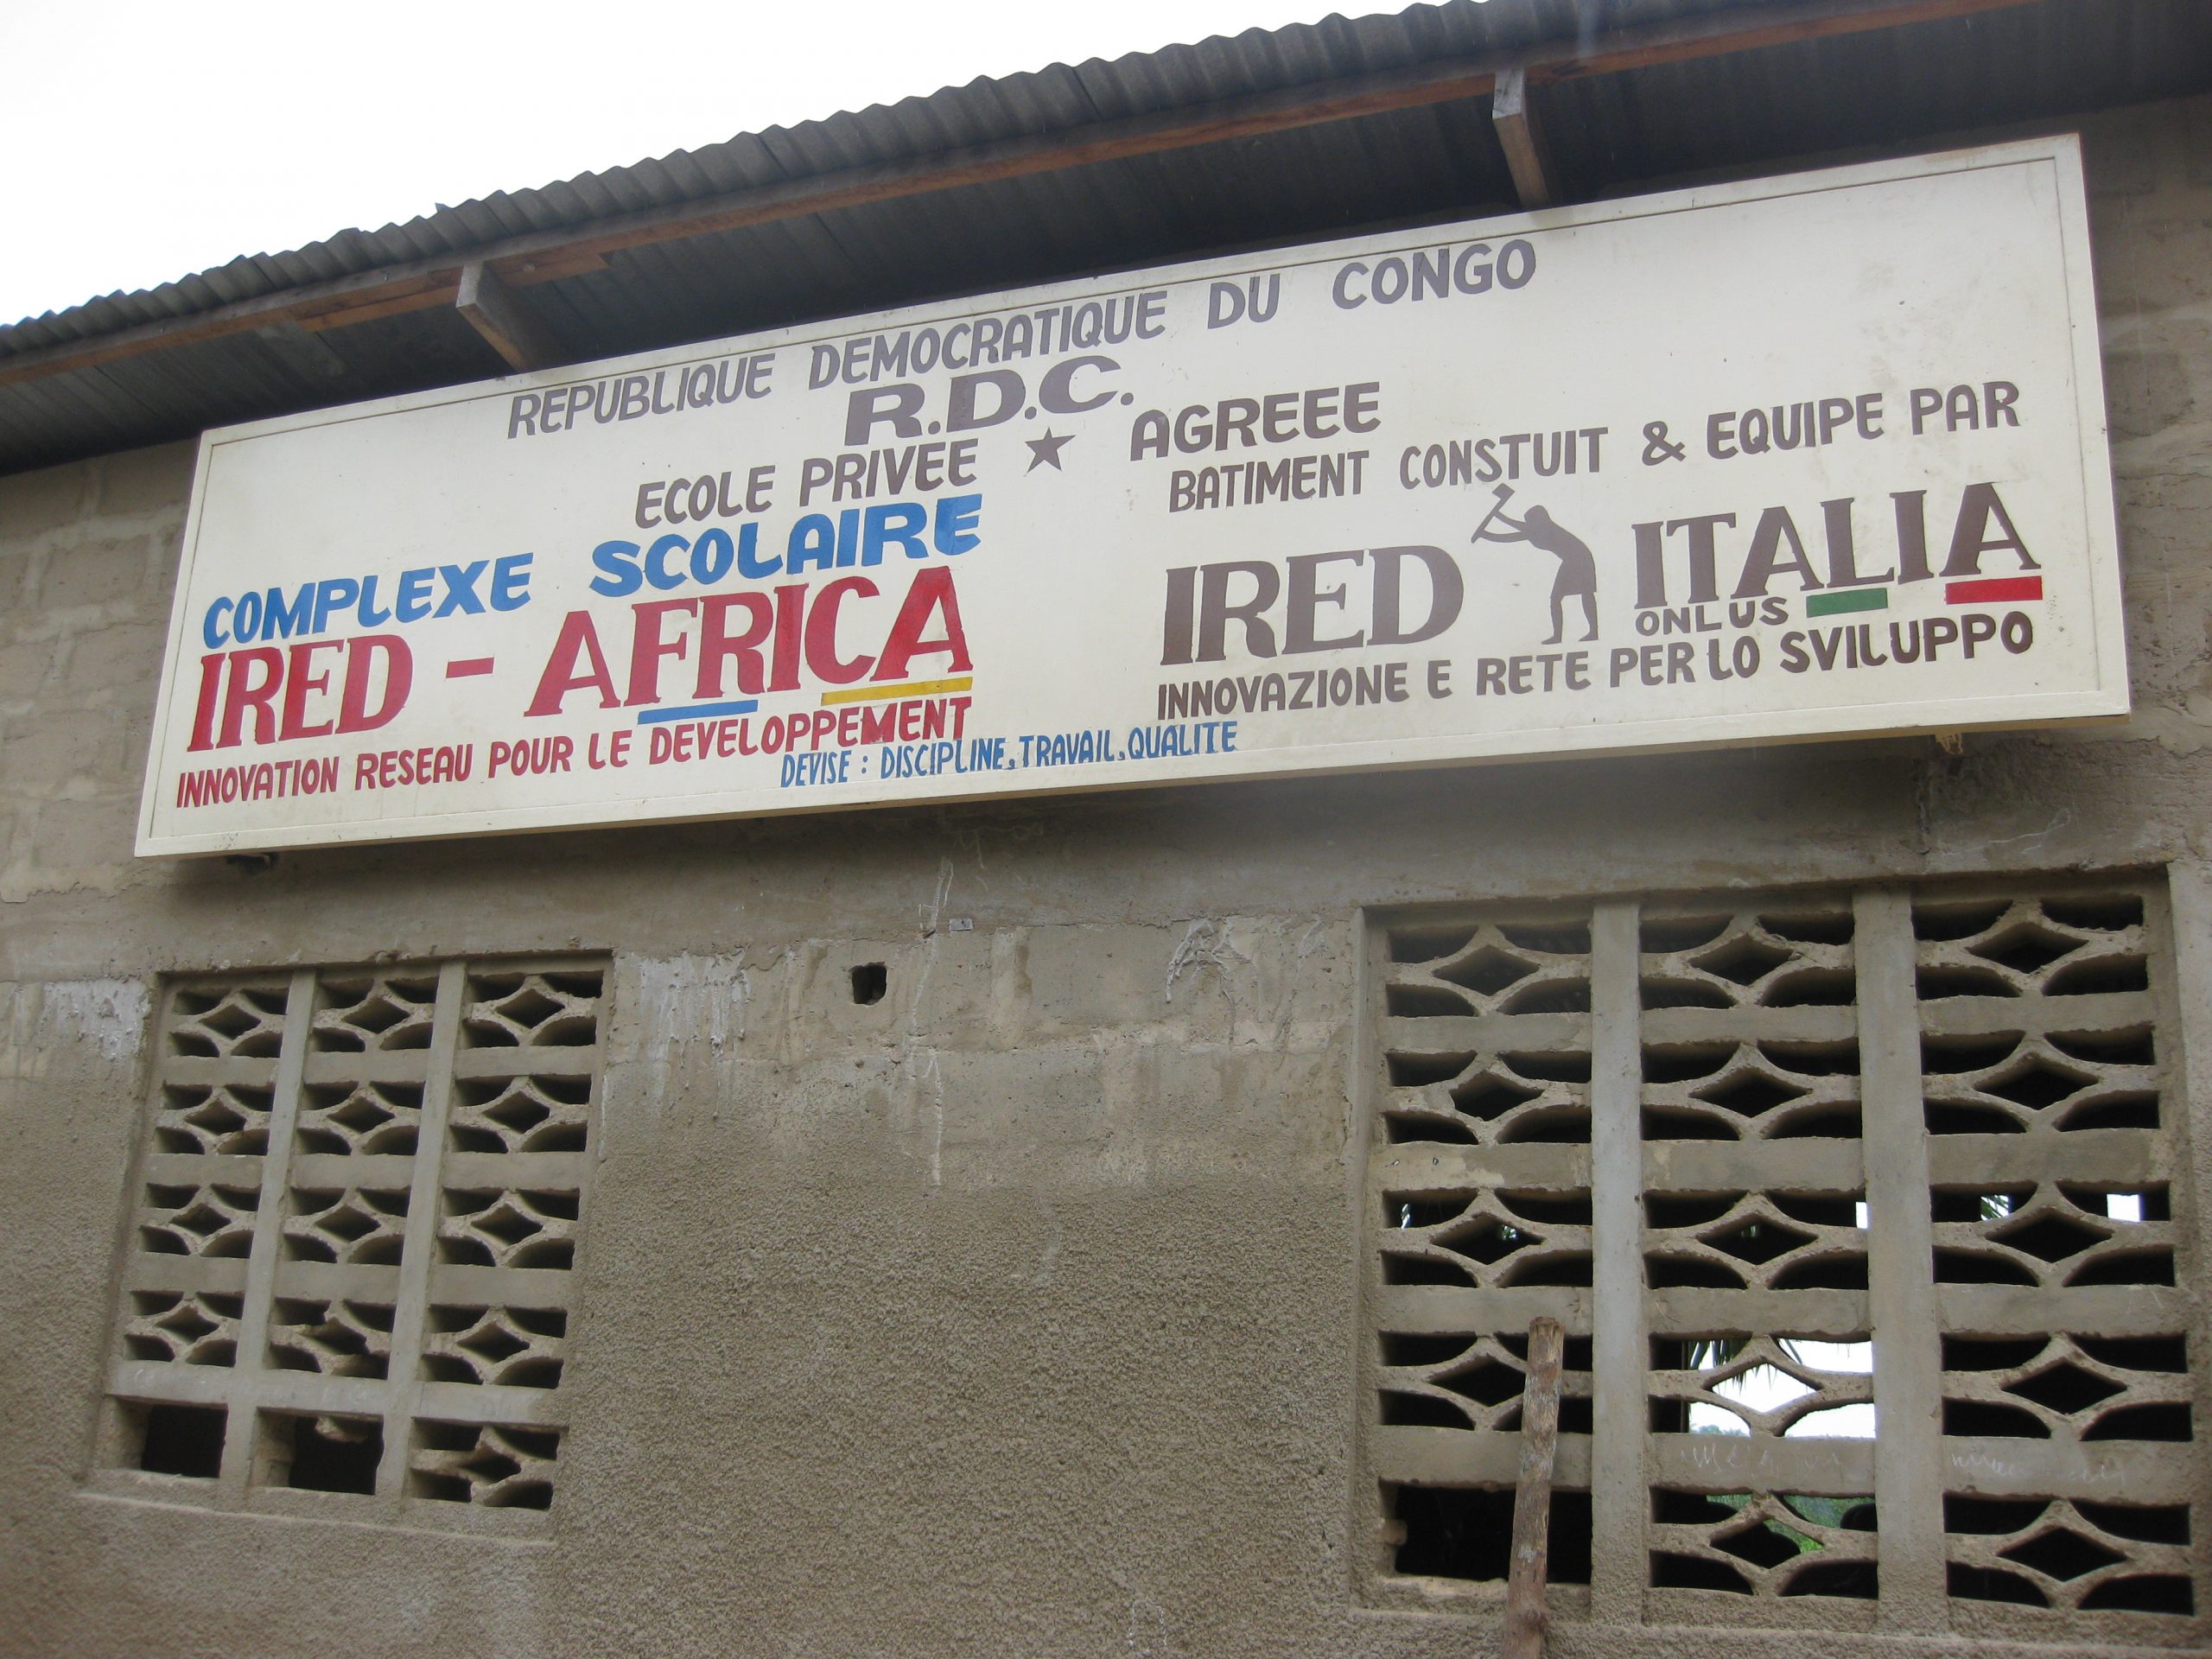 REPUBLIQUE DEMOCRATIQUE DU CONGO
R.D.C.
ECOLE PRIVEE ★ AGREEE
COMPLEXE SCOLAIRE
IRED - AFRICA
INNOVATION RESEAU POUR LE DEVELOPPEMENT
BATIMENT CONSTUIT & EQUIPE PAR
IRED ITALIA
ONLUS
INNOVAZIONE E RETE PER LO SVILUPPO
DEVISE : DISCIPLINE, TRAVAIL, QUALITE